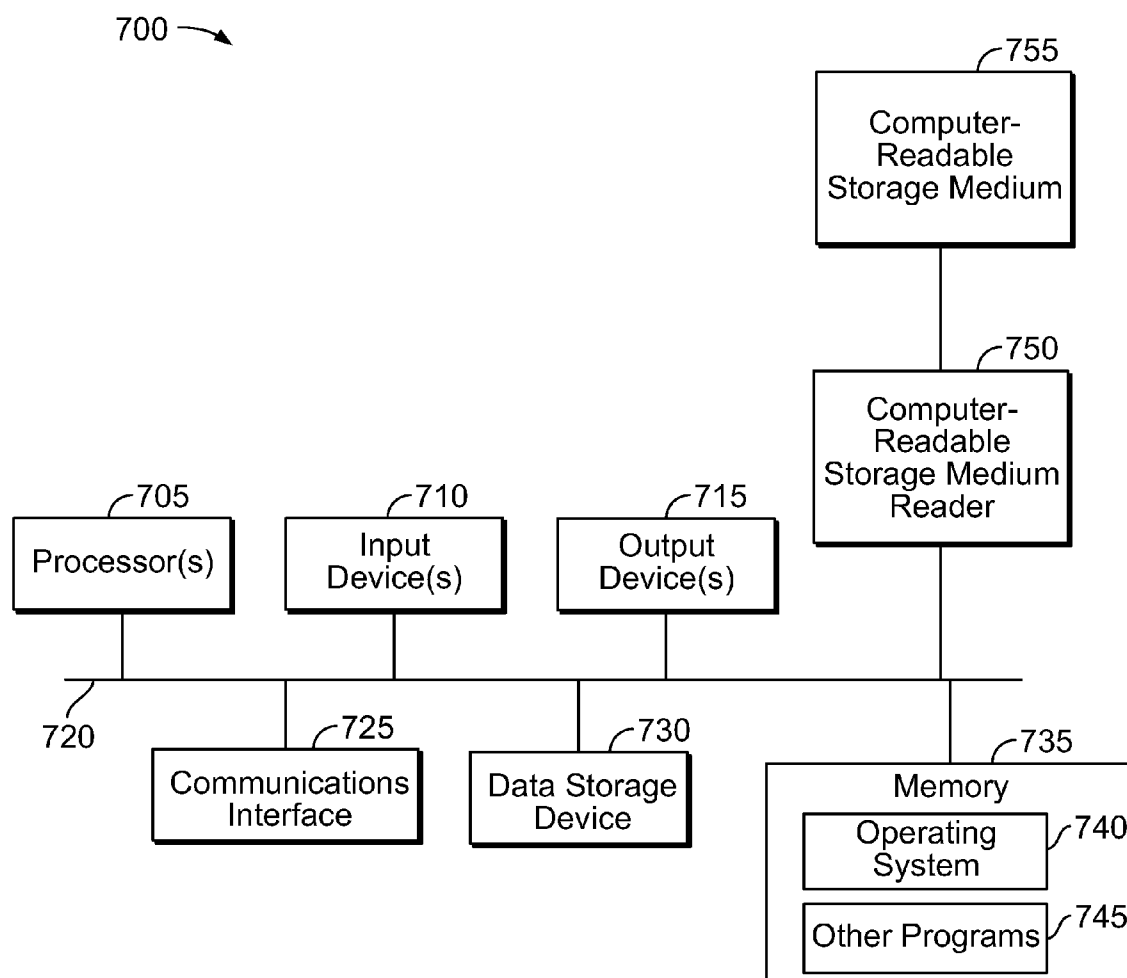 700
755
Computer-
Readable
Storage Medium
750
Computer-
Readable
Storage Medium
Reader
705
Processor(s)
710
Input
Device(s)
715
Output
Device(s)
720
725
Communications
Interface
730
Data Storage
Device
735
Memory
Operating
System
740
Other Programs
745